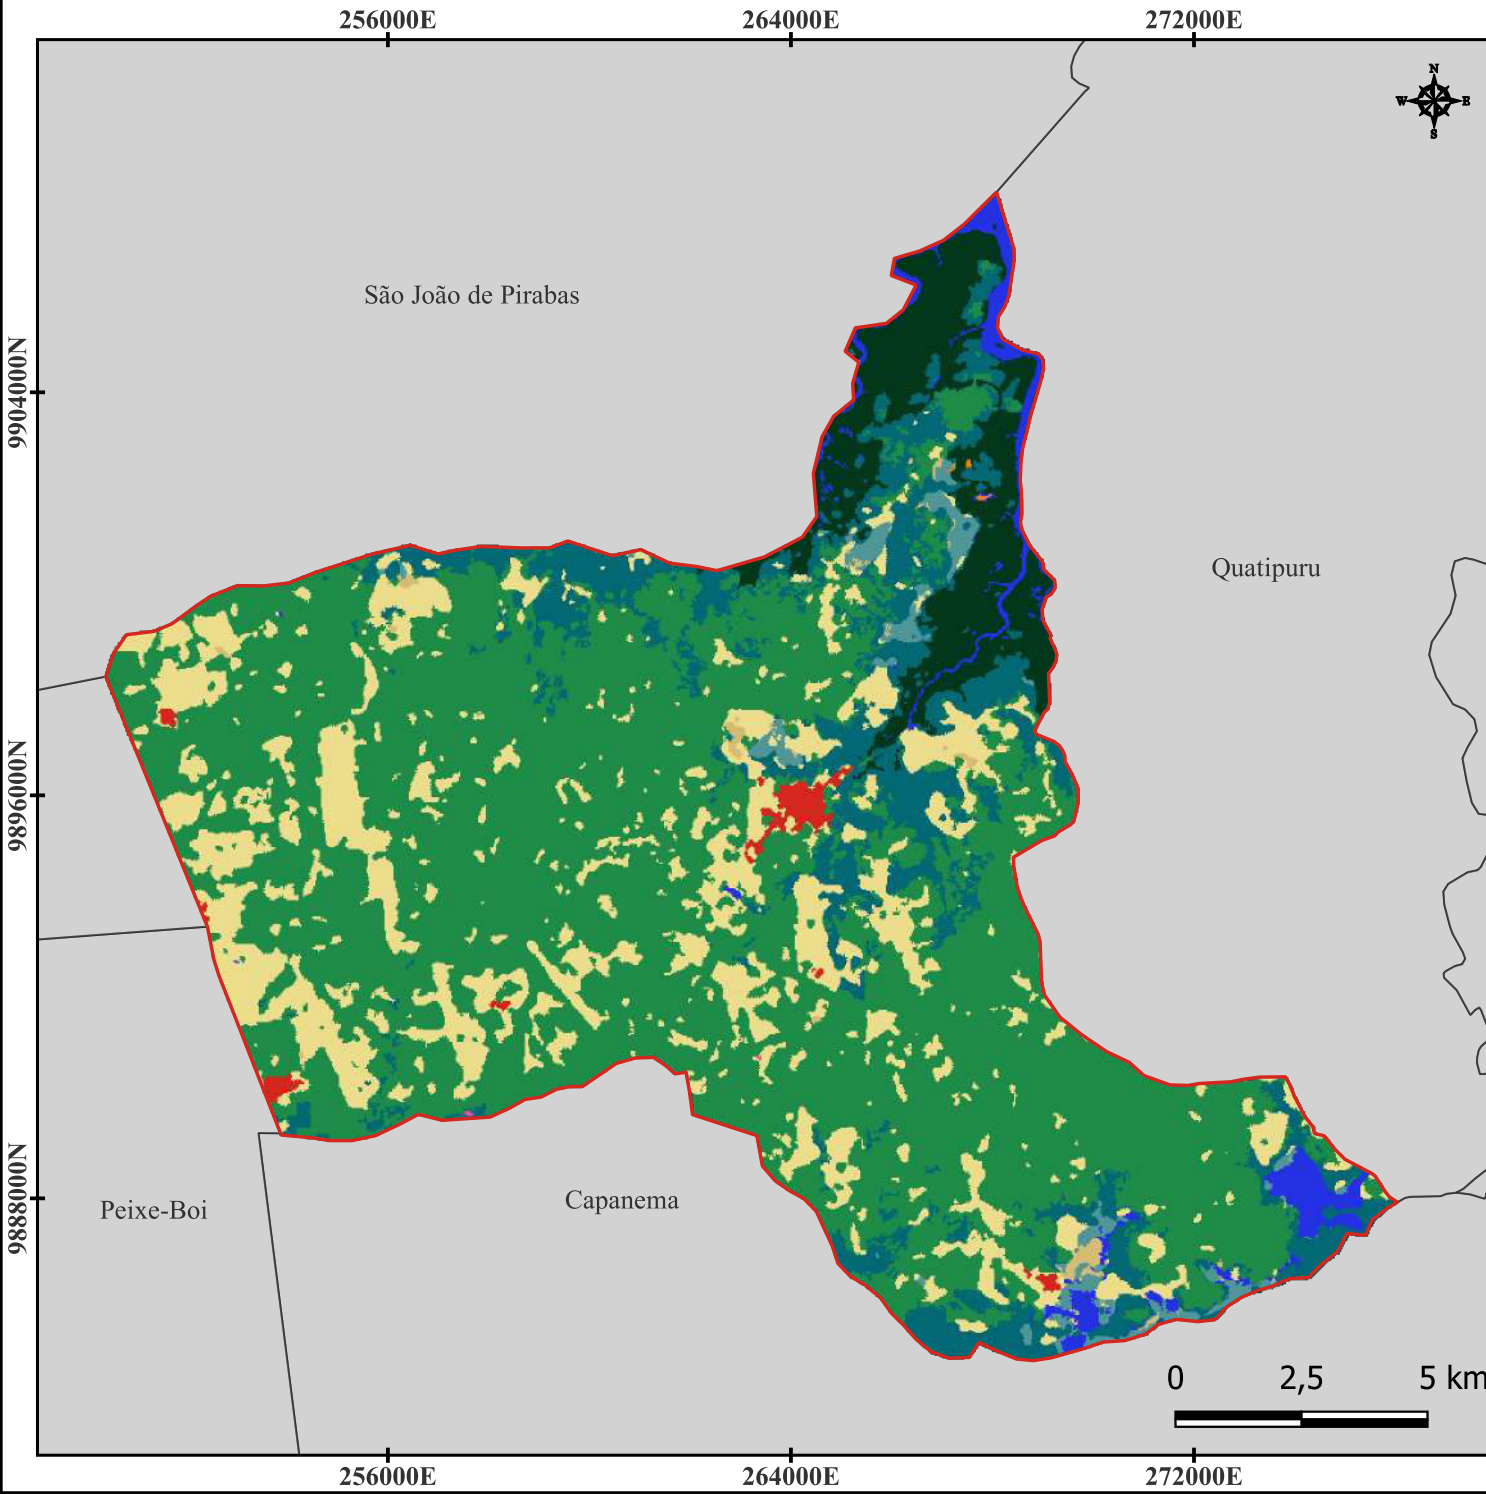 256000E 264000E 272000E
N
W E
S
São João de Pirabas
9904000N
Quatipuru
9896000N
Peixe-Boi
Capanema
9888000N
0 2,5 5 km
256000E 264000E 272000E